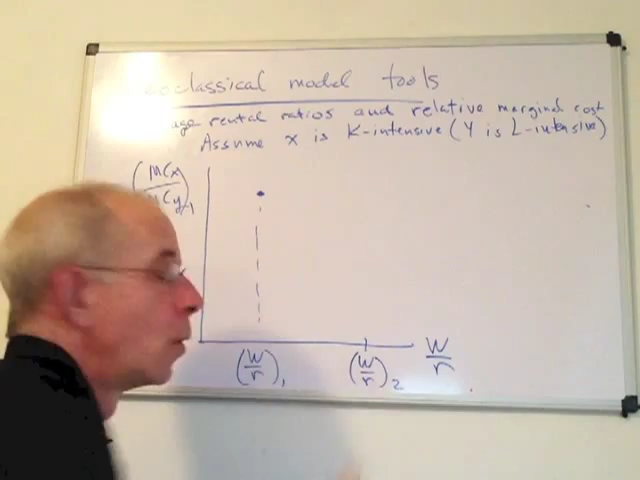 oclassical model tools
age rental ratios and relative marginal cost
Assume x is K-intensive (Y is L-intensive)
(MCx/MCy)1
(W/r)1 (W/r)2 W/r